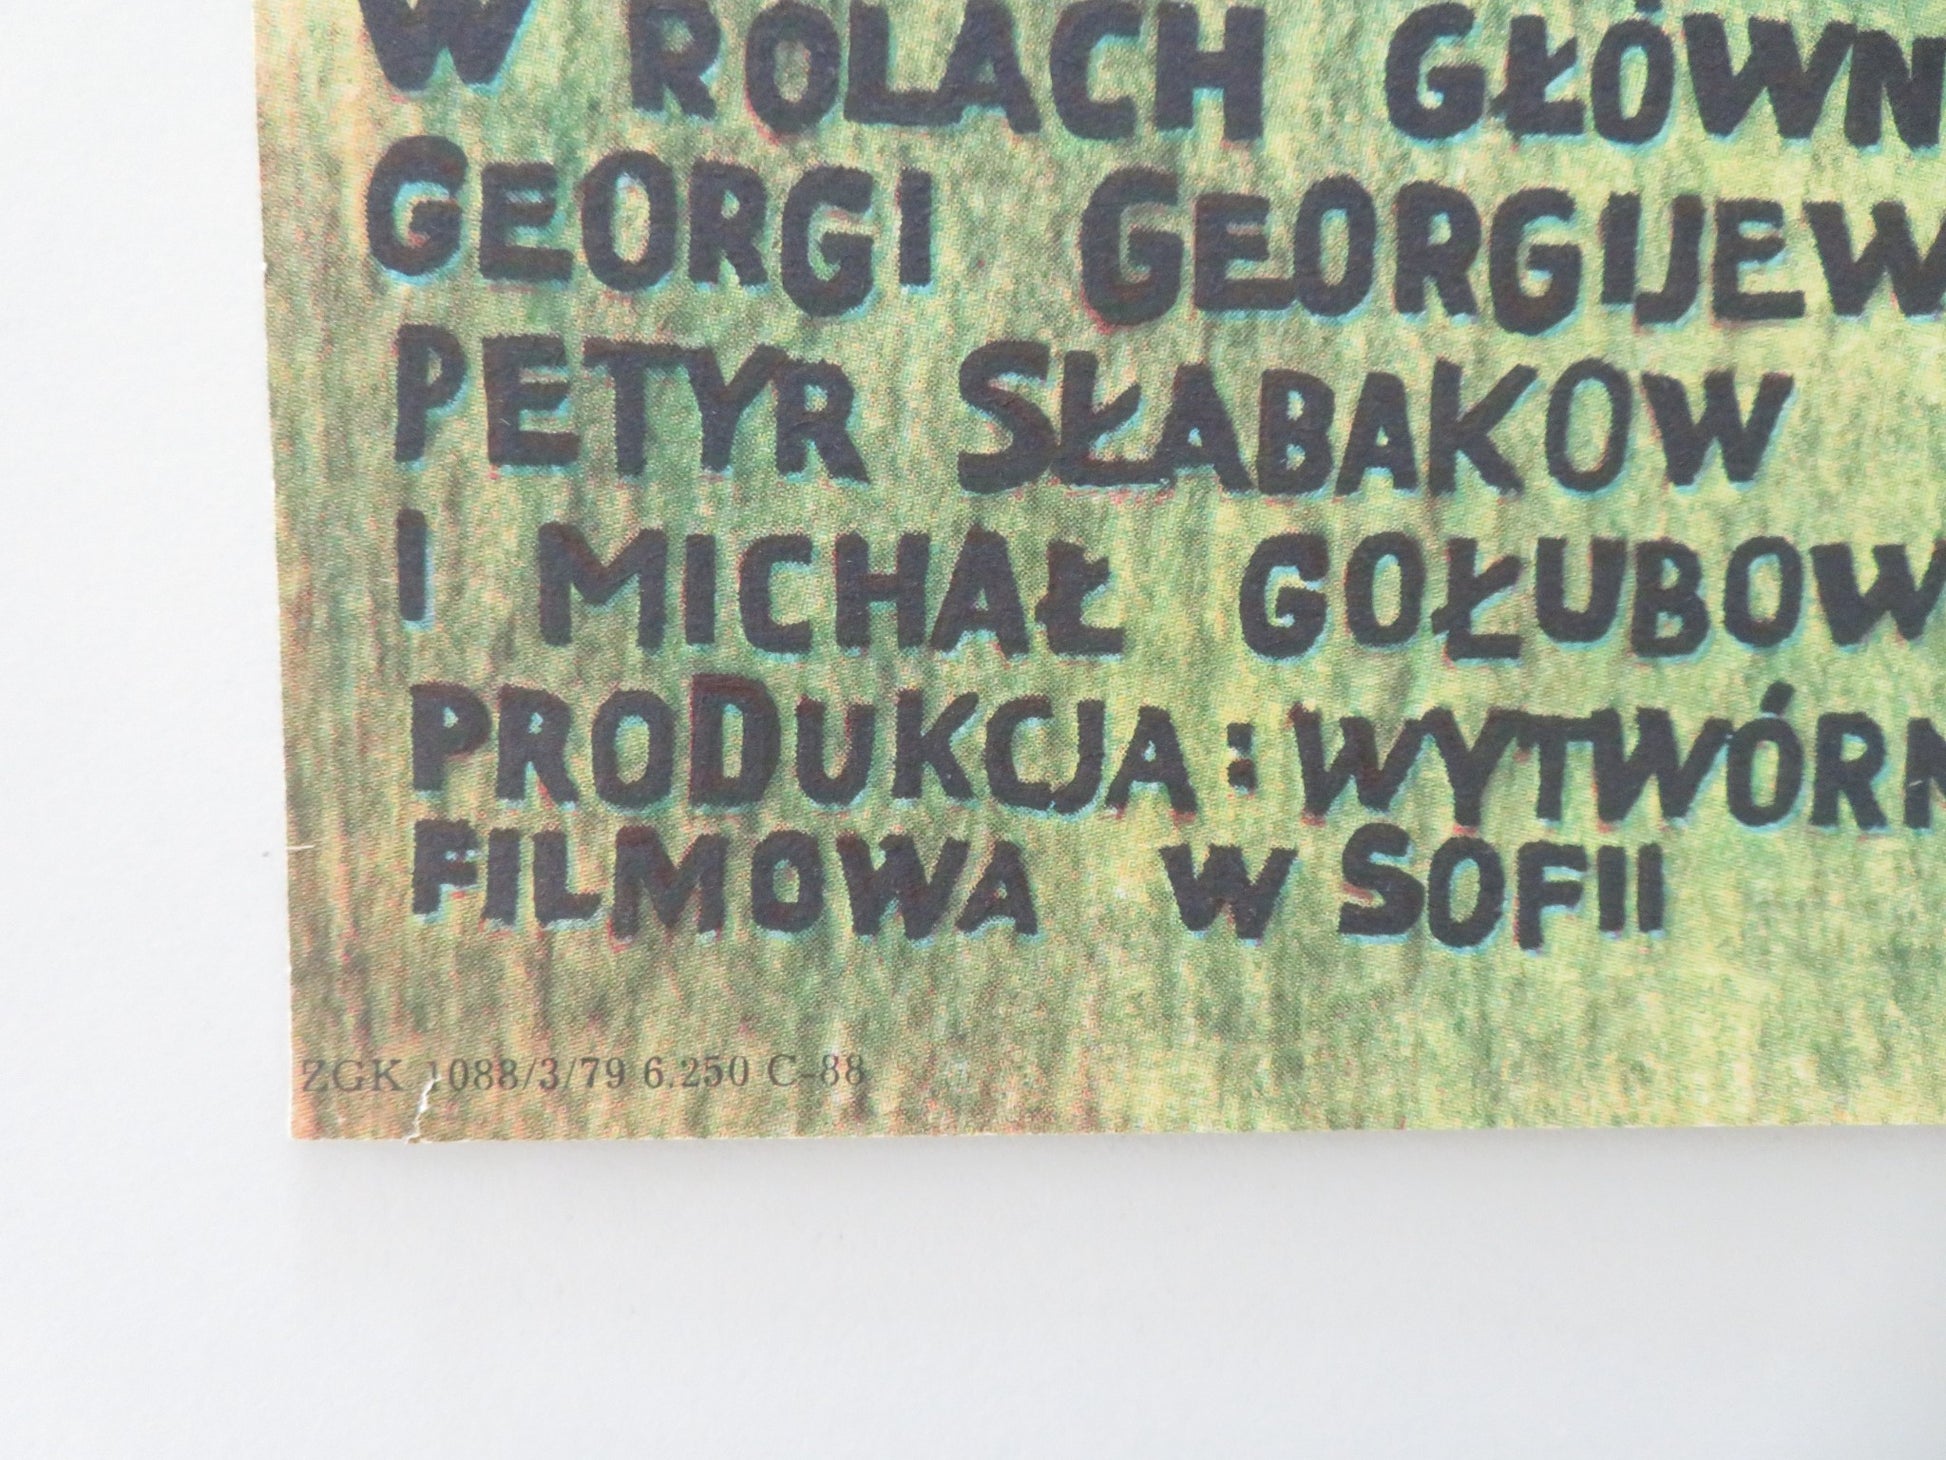 W ROLACH GŁÓWN
GEORGI GEORGIJEW
PETYR SŁABAKOW
I MICHAŁ GOŁUBOW
PRODUKCJA: WYTWÓRN
FILMOWA W SOFII
ZGK 1088/3/79 6.250 C-88